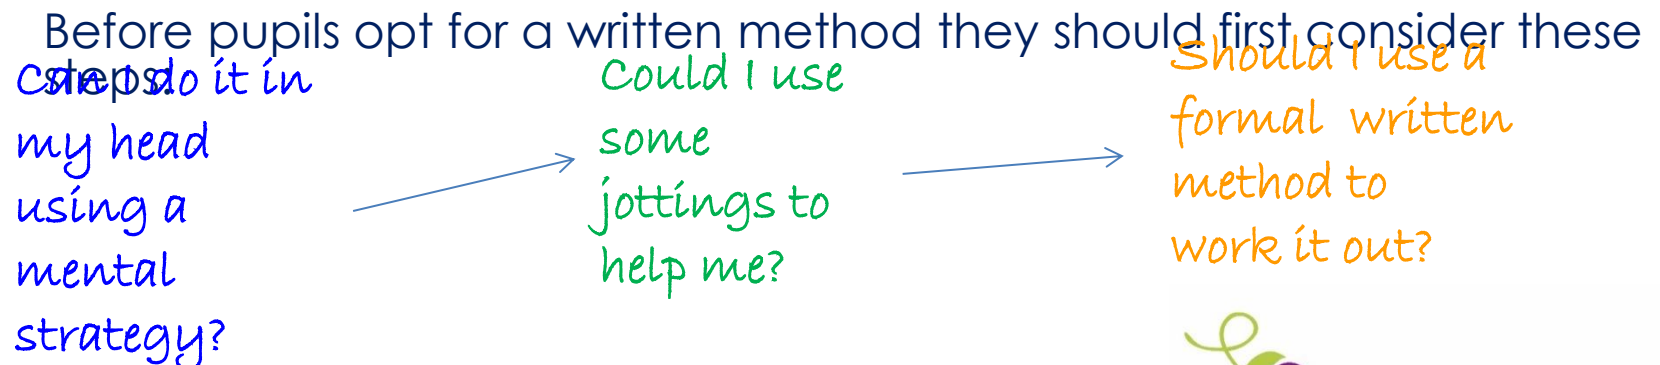 Before pupils opt for a written method they should first consider these
steps:
Can I do it in
my head
using a
mental
strategy?
Could I use
some
jottings to
help me?
Should I use a
formal written
method to
work it out?